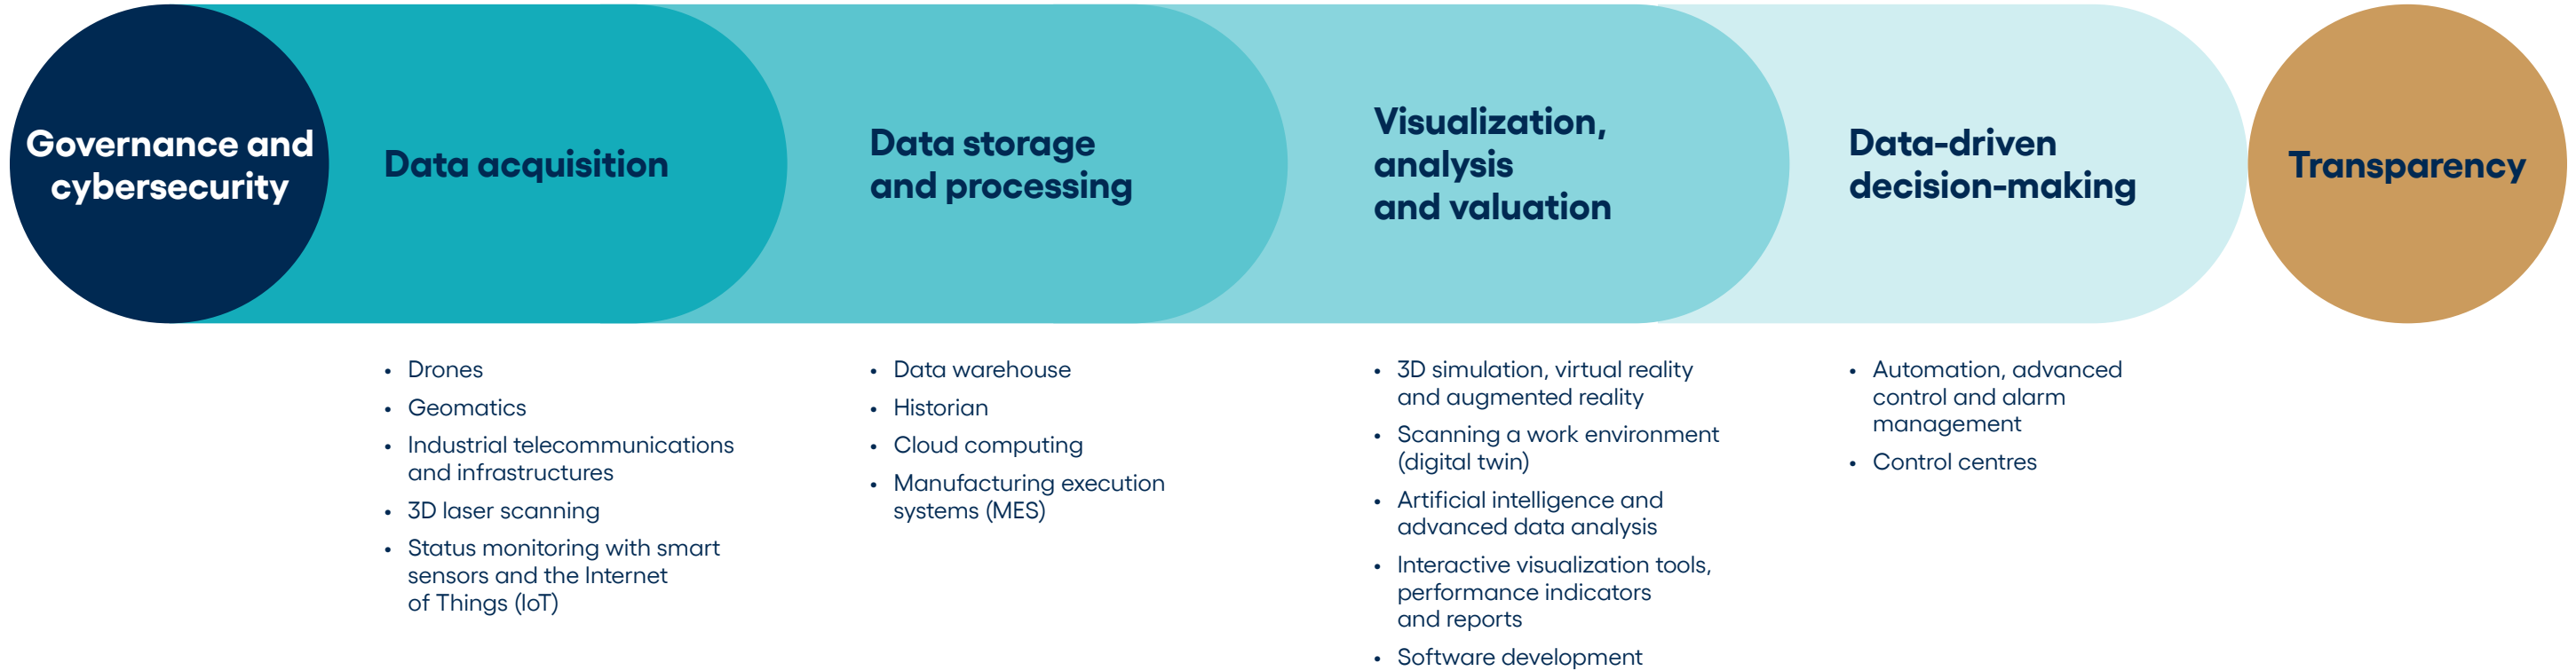 Governance and
cybersecurity
Data acquisition
Data storage
and processing
Visualization,
analysis
and valuation
Data-driven
decision-making
Transparency
• Drones
• Geomatics
• Industrial telecommunications
and infrastructures
• 3D laser scanning
• Status monitoring with smart
sensors and the Internet
of Things (IoT)
• Data warehouse
• Historian
• Cloud computing
• Manufacturing execution
systems (MES)
• 3D simulation, virtual reality
and augmented reality
• Scanning a work environment
(digital twin)
• Artificial intelligence and
advanced data analysis
• Interactive visualization tools,
performance indicators
and reports
• Software development
• Automation, advanced
control and alarm
management
• Control centres